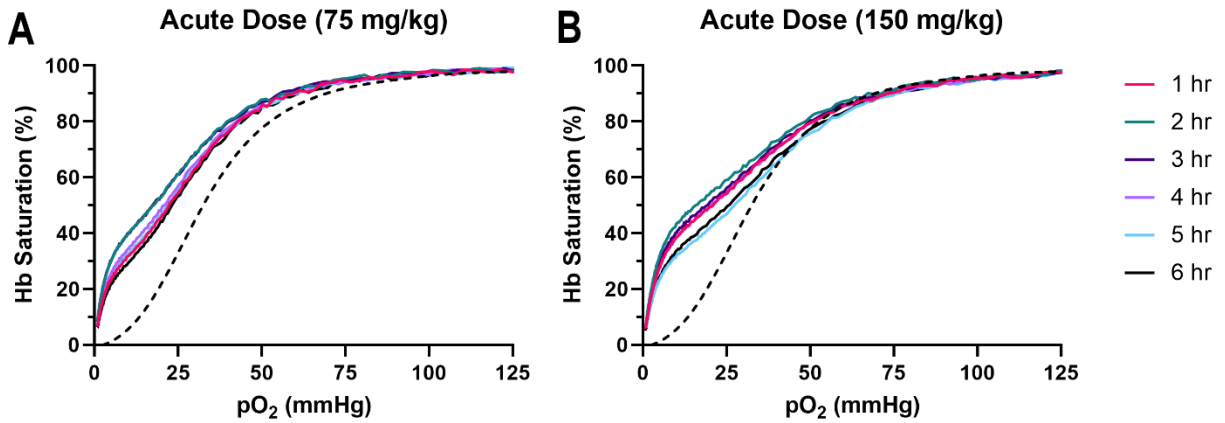 A
Acute Dose (75 mg/kg)
100
80
60
40
20
0
Hb Saturation (%)
0 25 50 75 100 125
pO₂ (mmHg)
B
Acute Dose (150 mg/kg)
100
80
60
40
20
0
Hb Saturation (%)
0 25 50 75 100 125
pO₂ (mmHg)
1 hr
2 hr
3 hr
4 hr
5 hr
6 hr